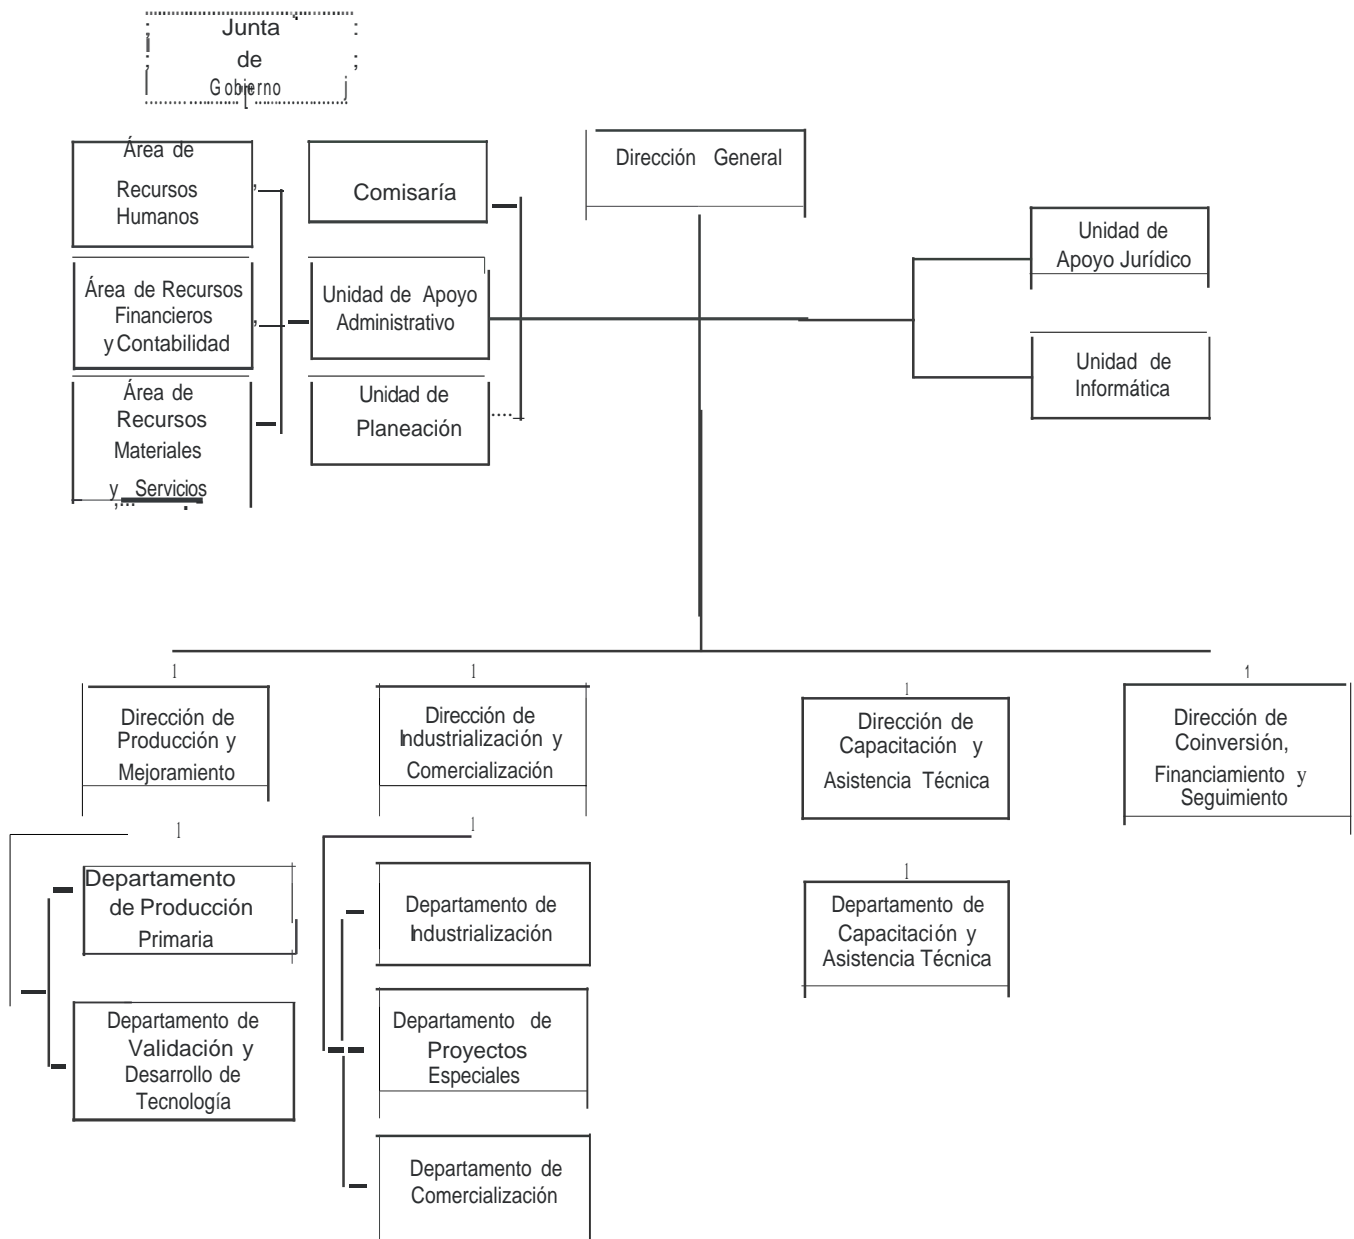 Junta
de
Gobierno
Área de
Recursos
Humanos
Comisaría
Dirección General
Unidad de
Apoyo Jurídico
Área de Recursos
Financieros
y Contabilidad
Unidad de Apoyo
Administrativo
Unidad de
Informática
Área de
Recursos
Materiales
y Servicios
Unidad de
Planeación
Dirección de
Producción y
Mejoramiento
Dirección de
Industrialización y
Comercialización
Dirección de
Capacitación y
Asistencia Técnica
Dirección de
Coinversión,
Financiamiento y
Seguimiento
Departamento
de Producción
Primaria
Departamento de
Industrialización
Departamento de
Capacitación y
Asistencia Técnica
Departamento de
Validación y
Desarrollo de
Tecnología
Departamento de
Proyectos
Especiales
Departamento de
Comercialización